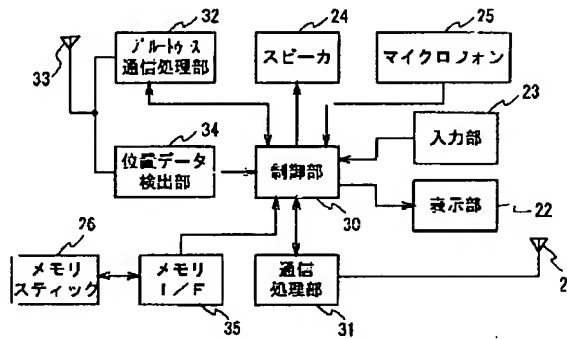 32
24
25
33
ブルートゥース
通信処理部
スピーカ
マイクロフォン
34
23
位置データ
検出部
制御部
入力部
30
表示部
22
26
メモリ
スティック
メモリ
I/F
35
通信
処理部
31
2